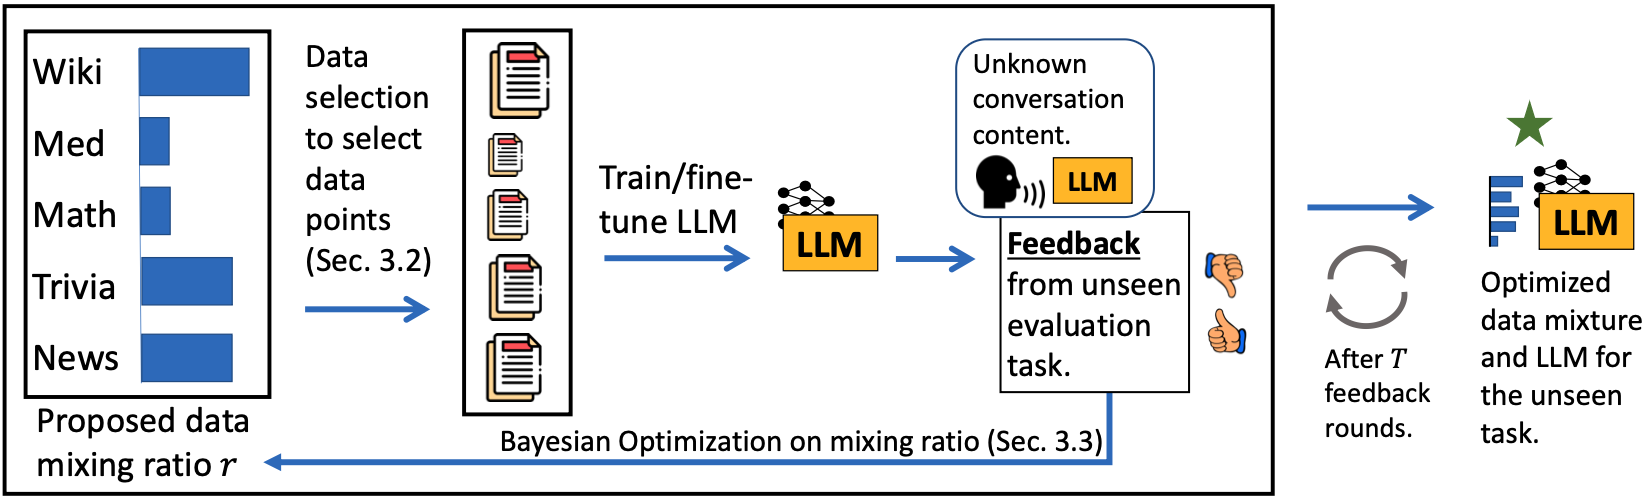 Wiki
Med
Math
Trivia
News
Proposed data
mixing ratio r
Data
selection
to select
data
points
(Sec. 3.2)
Train/fine-
tune LLM
LLM
Unknown
conversation
content.
LLM
Feedback
from unseen
evaluation
task.
Bayesian Optimization on mixing ratio (Sec. 3.3)
After T
feedback
rounds.
LLM
Optimized
data mixture
and LLM for
the unseen
task.